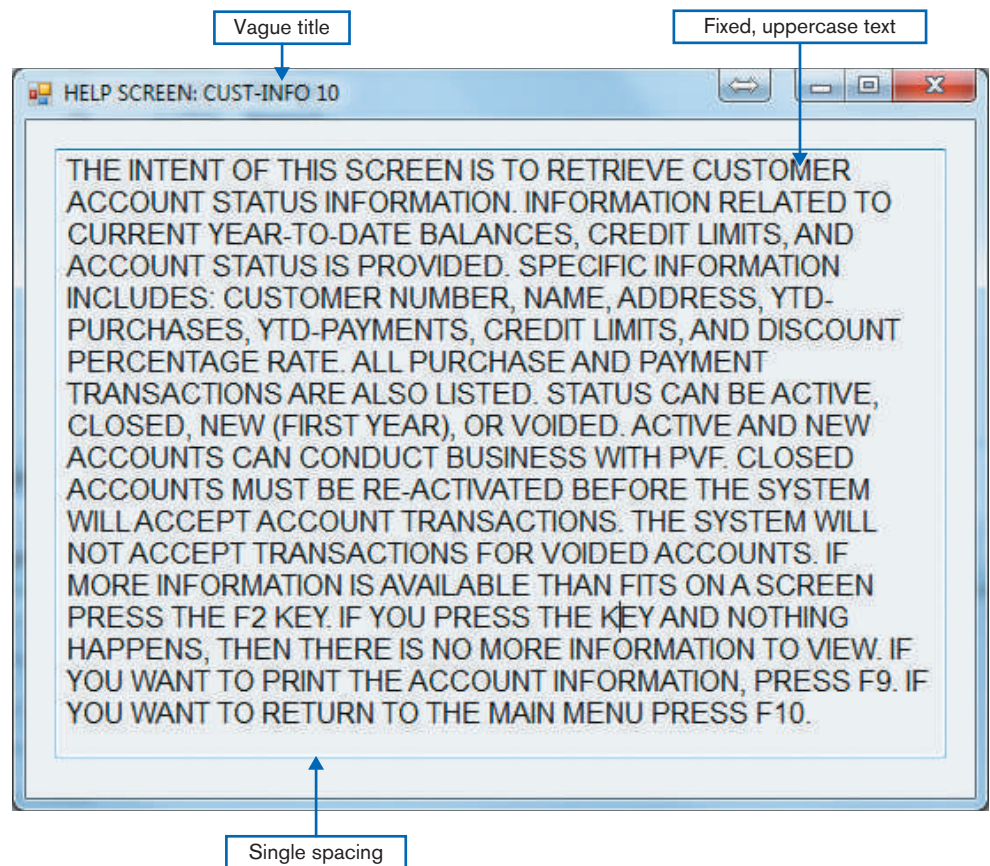 Vague title
Fixed, uppercase text
HELP SCREEN: CUST-INFO 10
THE INTENT OF THIS SCREEN IS TO RETRIEVE CUSTOMER
ACCOUNT STATUS INFORMATION. INFORMATION RELATED TO
CURRENT YEAR-TO-DATE BALANCES, CREDIT LIMITS, AND
ACCOUNT STATUS IS PROVIDED. SPECIFIC INFORMATION
INCLUDES: CUSTOMER NUMBER, NAME, ADDRESS, YTD-
PURCHASES, YTD-PAYMENTS, CREDIT LIMITS, AND DISCOUNT
PERCENTAGE RATE. ALL PURCHASE AND PAYMENT
TRANSACTIONS ARE ALSO LISTED. STATUS CAN BE ACTIVE,
CLOSED, NEW (FIRST YEAR), OR VOIDED. ACTIVE AND NEW
ACCOUNTS CAN CONDUCT BUSINESS WITH PVF. CLOSED
ACCOUNTS MUST BE RE-ACTIVATED BEFORE THE SYSTEM
WILL ACCEPT ACCOUNT TRANSACTIONS. THE SYSTEM WILL
NOT ACCEPT TRANSACTIONS FOR VOIDED ACCOUNTS. IF
MORE INFORMATION IS AVAILABLE THAN FITS ON A SCREEN
PRESS THE F2 KEY. IF YOU PRESS THE KEY AND NOTHING
HAPPENS, THEN THERE IS NO MORE INFORMATION TO VIEW. IF
YOU WANT TO PRINT THE ACCOUNT INFORMATION, PRESS F9. IF
YOU WANT TO RETURN TO THE MAIN MENU PRESS F10.
Single spacing